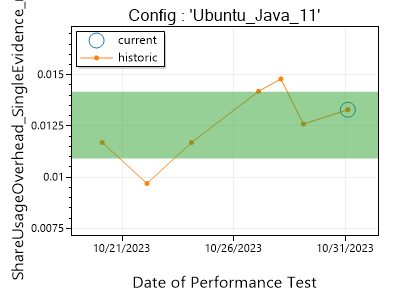 Config : 'Ubuntu_Java_11'
current
historic
ShareUsageOverhead_SingleEvidence_
0.015
0.0125
0.01
0.0075
10/21/2023
10/26/2023
10/31/2023
Date of Performance Test